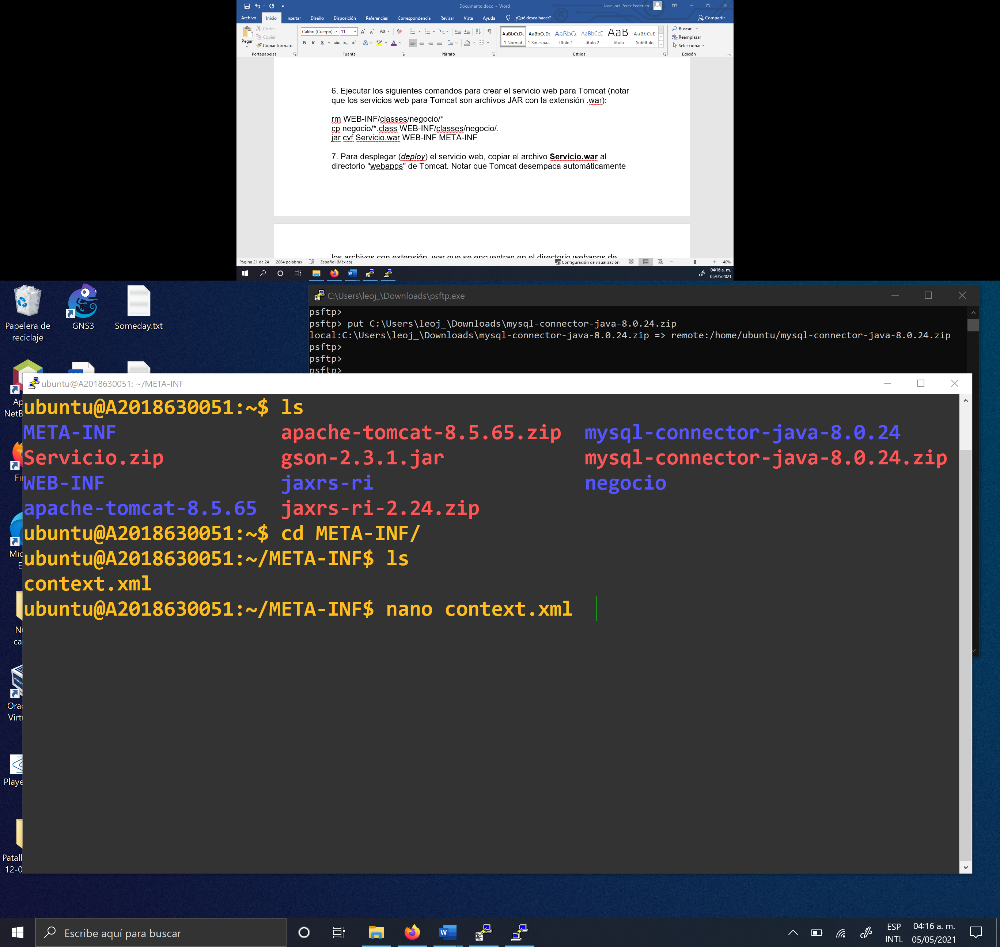 Documento.docx - Word
Jose Joel Perez Federico
Archivo Inicio Insertar Diseño Disposición Referencias Correspondencia Revisar Vista Ayuda ¿Qué desea hacer? Compartir
Pegar
Cortar
Copiar
Copiar formato
Portapapeles
Calibri (Cuerpo) 11
Fuente
Párrafo
AaBbCcDc AaBbCcDc AaBbCc AaBbCcE AaB AaBbCcC
¶ Normal ¶ Sin espa... Título 1 Título 2 Título Subtítulo
Estilos
Buscar
Reemplazar
Seleccionar
Edición
6. Ejecutar los siguientes comandos para crear el servicio web para Tomcat (notar
que los servicios web para Tomcat son archivos JAR con la extensión .war):
rm WEB-INF/classes/negocio/*
cp negocio/*.class WEB-INF/classes/negocio/.
jar cvf Servicio.war WEB-INF META-INF
7. Para desplegar (deploy) el servicio web, copiar el archivo Servicio.war al
directorio "webapps" de Tomcat. Notar que Tomcat desempaca automáticamente
los archivos con extensión .war que se encuentran en el directorio webapps de
Página 21 de 24 2064 palabras Español (México) Configuración de visualización 140%
04:16 a. m.
05/05/2021
Papelera de
reciclaje
GNS3
Someday.txt
C:\Users\leoj_\Downloads\psftp.exe
psftp>
psftp> put C:\Users\leoj_\Downloads\mysql-connector-java-8.0.24.zip
local:C:\Users\leoj_\Downloads\mysql-connector-java-8.0.24.zip => remote:/home/ubuntu/mysql-connector-java-8.0.24.zip
psftp>
psftp>
psftp>
ubuntu@A2018630051: ~/META-INF
ubuntu@A2018630051:~$ ls
META-INF apache-tomcat-8.5.65.zip mysql-connector-java-8.0.24
Servicio.zip gson-2.3.1.jar mysql-connector-java-8.0.24.zip
WEB-INF jaxrs-ri negocio
apache-tomcat-8.5.65 jaxrs-ri-2.24.zip
ubuntu@A2018630051:~$ cd META-INF/
ubuntu@A2018630051:~/META-INF$ ls
context.xml
ubuntu@A2018630051:~/META-INF$ nano context.xml
Escribe aquí para buscar
ESP
INTL
04:16 a. m.
05/05/2021